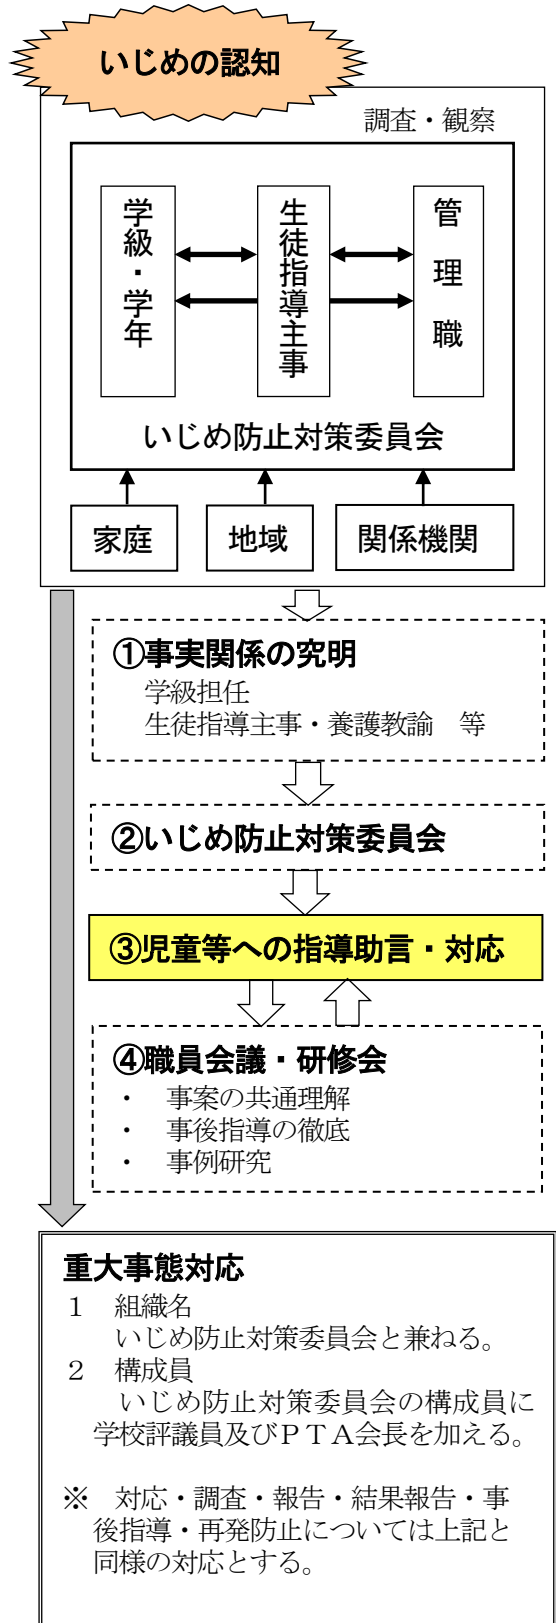 いじめの認知
調査・観察
学級・学年
生徒指導主事
管理職
いじめ防止対策委員会
家庭
地域
関係機関
①事実関係の究明
学級担任
生徒指導主事・養護教諭　等
②いじめ防止対策委員会
③児童等への指導助言・対応
④職員会議・研修会
・　事案の共通理解
・　事後指導の徹底
・　事例研究
重大事態対応
１　組織名
いじめ防止対策委員会と兼ねる。
２　構成員
いじめ防止対策委員会の構成員に
学校評議員及びＰＴＡ会長を加える。
※　対応・調査・報告・結果報告・事
後指導・再発防止については上記と
同様の対応とする。